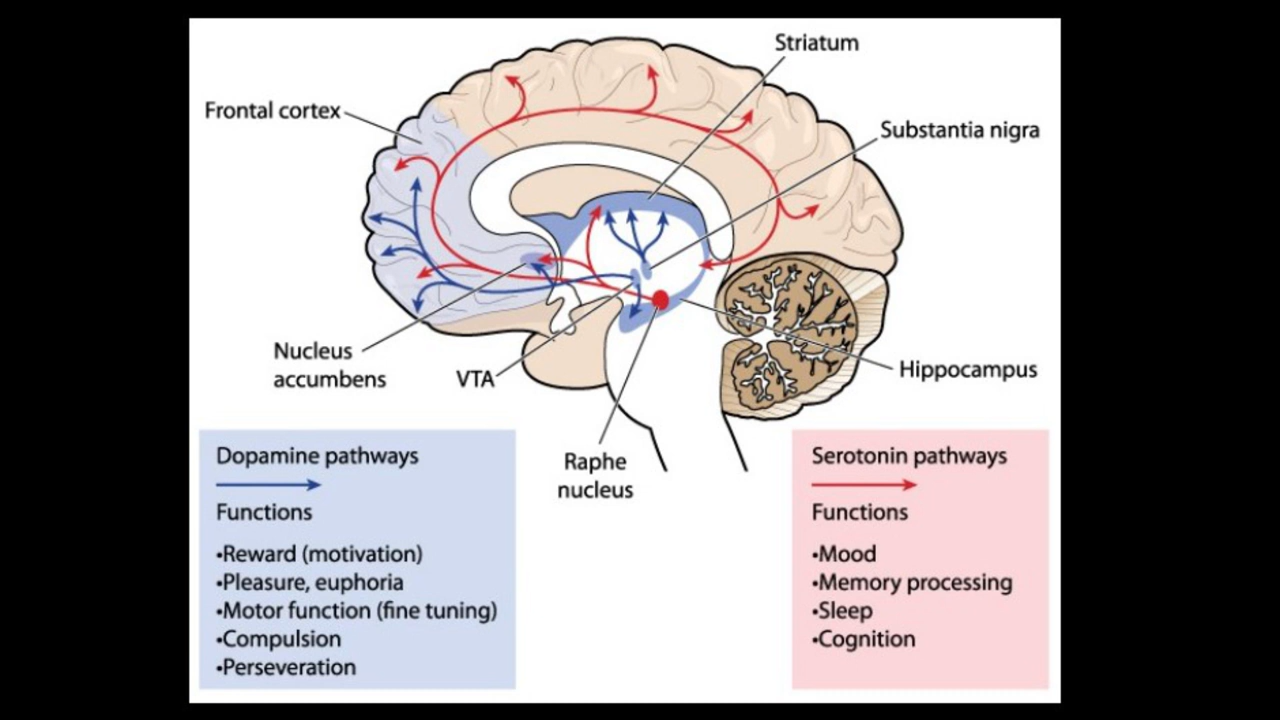 Striatum
Frontal cortex
Substantia nigra
Nucleus
accumbens
VTA
Hippocampus
Raphe
nucleus
Dopamine pathways
Functions
•Reward (motivation)
•Pleasure, euphoria
•Motor function (fine tuning)
•Compulsion
•Perseveration
Serotonin pathways
Functions
•Mood
•Memory processing
•Sleep
•Cognition